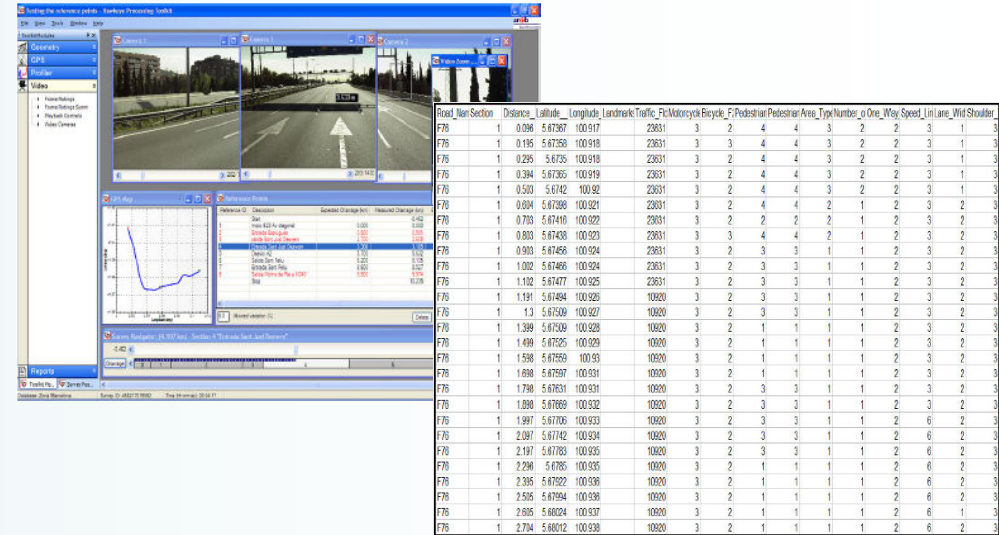 Testing the reference points - Hawkeye Processing Toolkit
File View Tools Window Help
arrb
Toolkit Modules
Geometry
GPS
Profiler
Video
Frame Ratings
Frame Ratings Summ
Playback Controls
Video Cameras
Reports
Camera 1
Camera 2
Video Zoom
GPS Map
Reference Points
Reference ID Description Expected Chainage (km) Measured Chainage (km)
Start
Stop
Allowed variation (%)
Delete
Chainage
Road_Nam Section Distance_ Latitude_ Longitude_ Landmark Traffic_Flo Motorcycle Bicycle_F Pedestrian Pedestrian Area_Type Number_o One_Way Speed_Lin Lane_Wid Shoulder_
F76 1 0.096 5.67367 100.917 23631 3 2 4 4 3 2 2 3 1 3
F76 1 0.195 5.67358 100.918 23631 3 3 4 4 3 2 2 3 1 3
F76 1 0.295 5.6735 100.918 23631 3 2 4 4 3 2 2 3 1 3
F76 1 0.394 5.67365 100.919 23631 3 2 4 4 3 2 2 3 1 3
F76 1 0.503 5.6742 100.92 23631 3 2 4 4 3 2 2 3 2 3
F76 1 0.604 5.67398 100.921 23631 3 2 4 4 2 1 2 3 2 3
F76 1 0.703 5.67416 100.922 23631 3 2 2 2 2 1 2 3 2 3
F76 1 0.803 5.67438 100.923 23631 3 2 4 4 2 1 2 3 2 3
F76 1 0.903 5.67456 100.924 23631 3 2 3 3 1 1 2 3 2 3
F76 1 1.002 5.67466 100.924 23631 3 2 3 3 1 1 2 3 2 3
F76 1 1.102 5.67477 100.925 23631 3 2 3 3 1 1 2 3 2 3
F76 1 1.191 5.67494 100.926 10920 3 2 3 3 1 1 2 3 2 3
F76 1 1.3 5.67509 100.927 10920 3 2 3 3 1 1 2 3 2 3
F76 1 1.399 5.67509 100.928 10920 3 2 1 1 1 1 2 3 2 3
F76 1 1.499 5.67525 100.929 10920 3 2 1 1 1 1 2 3 2 3
F76 1 1.598 5.67559 100.93 10920 3 2 1 1 1 1 2 3 2 3
F76 1 1.698 5.67597 100.931 10920 3 2 1 1 1 1 2 3 2 3
F76 1 1.798 5.67631 100.931 10920 3 2 3 3 1 1 2 3 2 3
F76 1 1.898 5.67669 100.932 10920 3 2 3 3 1 1 2 3 2 3
F76 1 1.997 5.67706 100.933 10920 3 2 3 3 1 1 2 6 2 3
F76 1 2.097 5.67742 100.934 10920 3 2 3 3 1 1 2 6 2 3
F76 1 2.197 5.67783 100.935 10920 3 2 3 3 1 1 2 6 2 3
F76 1 2.296 5.6785 100.935 10920 3 2 1 1 1 1 2 6 2 3
F76 1 2.395 5.67922 100.936 10920 3 2 1 1 1 1 2 6 2 3
F76 1 2.505 5.67994 100.936 10920 3 2 1 1 1 1 2 6 2 3
F76 1 2.605 5.68024 100.937 10920 3 2 1 1 1 1 2 6 1 3
F76 1 2.704 5.68012 100.938 10920 3 2 1 1 1 1 2 6 2 3